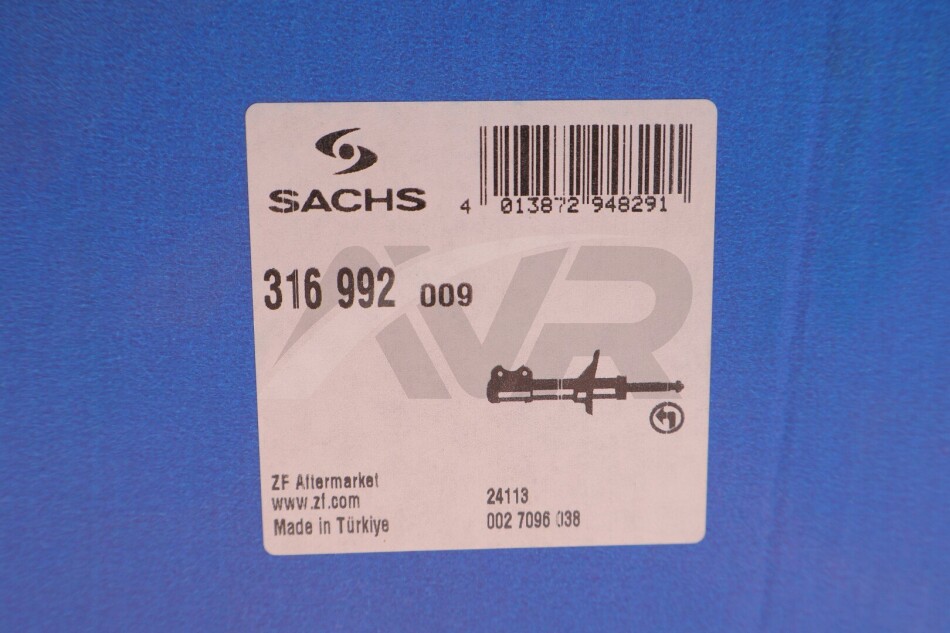 SACHS
4 013872 948291
316 992 009
AVR
ZF Aftermarket
www.zf.com
Made in Türkiye
24113
002 7096 038